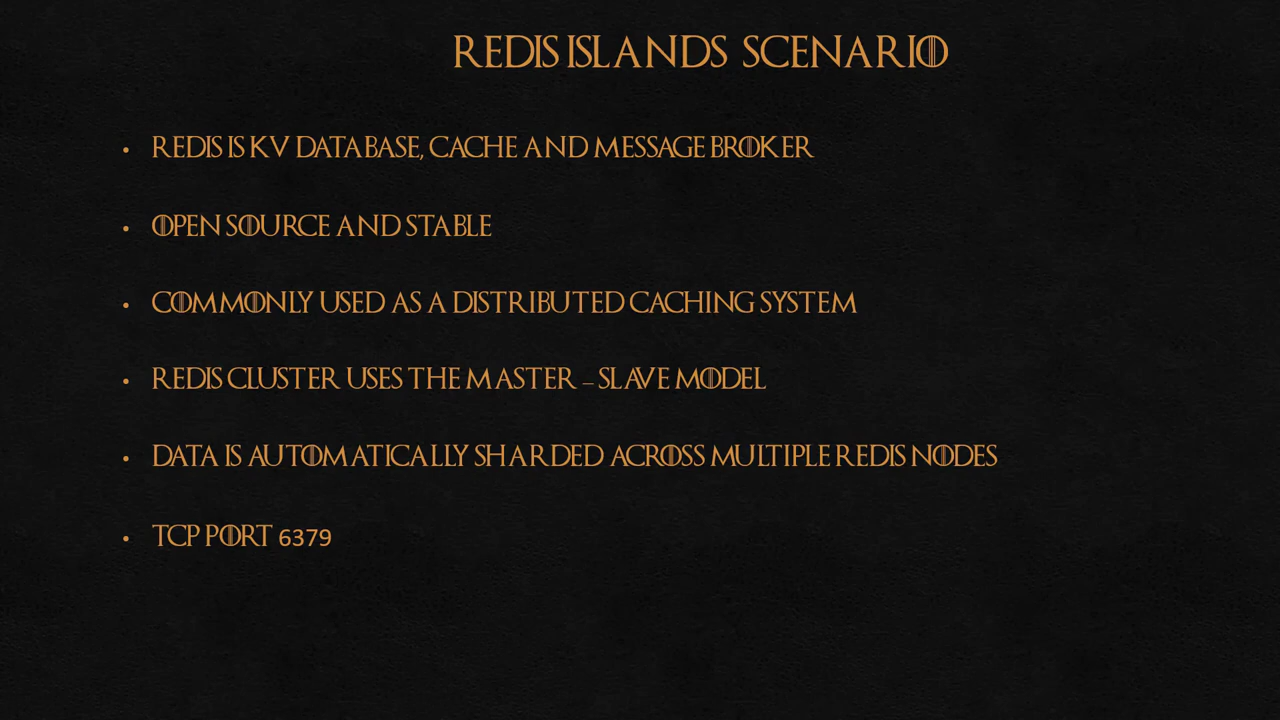 REDIS ISLANDS SCENARIO
• REDIS IS KV DATABASE, CACHE AND MESSAGE BROKER
• OPEN SOURCE AND STABLE
• COMMONLY USED AS A DISTRIBUTED CACHING SYSTEM
• REDIS CLUSTER USES THE MASTER – SLAVE MODEL
• DATA IS AUTOMATICALLY SHARDED ACROSS MULTIPLE REDIS NODES
• TCP PORT 6379